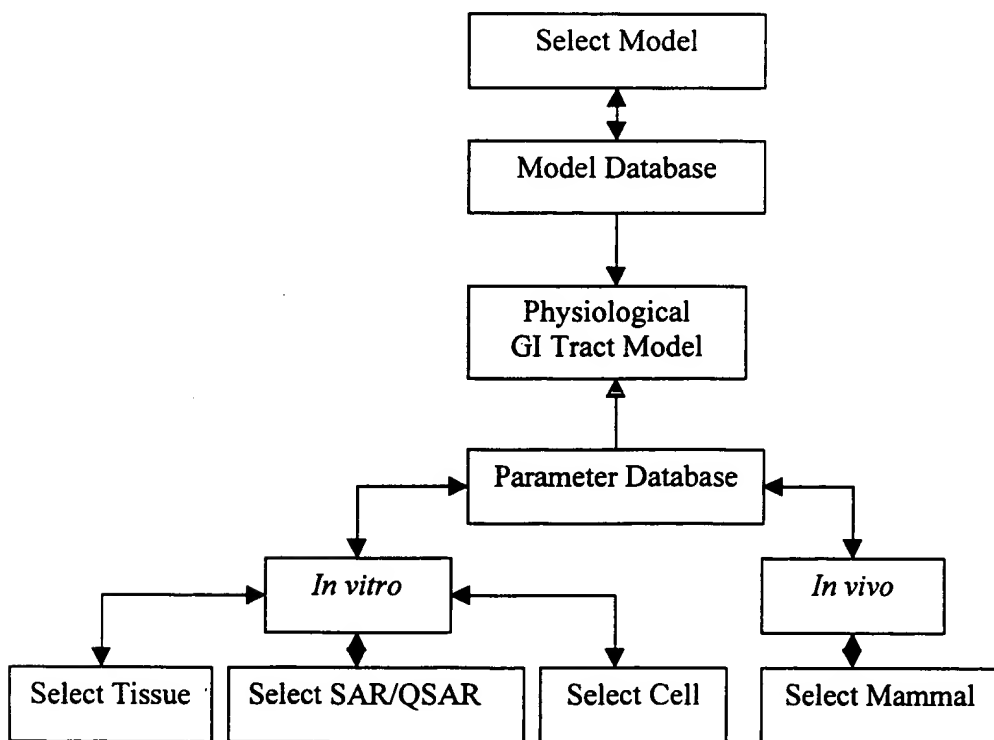 Select Model
Model Database
Physiological
GI Tract Model
Parameter Database
In vitro
In vivo
Select Tissue
Select SAR/QSAR
Select Cell
Select Mammal